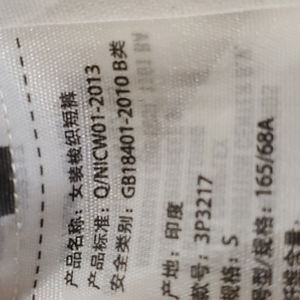 产品名称: 女装梭织短裤
产品标准: Q/NICW01-2013
安全类别: GB18401-2010 B类
产地: 印度
款号: 3P3217
规格: S
号型/规格: 165/68A